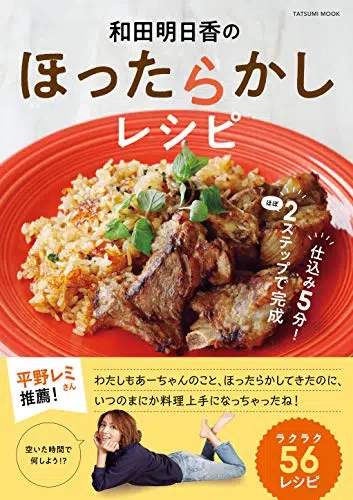 TATSUMI MOOK
和田明日香の
ほったらかし
レシピ
仕込み5分!
ほぼ2ステップで完成
平野レミさん
推薦!
わたしもあーちゃんのこと、ほったらかしてきたのに、
いつのまにか料理上手になっちゃったね!
空いた時間で
何しよう!?
ラクラク
56
レシピ